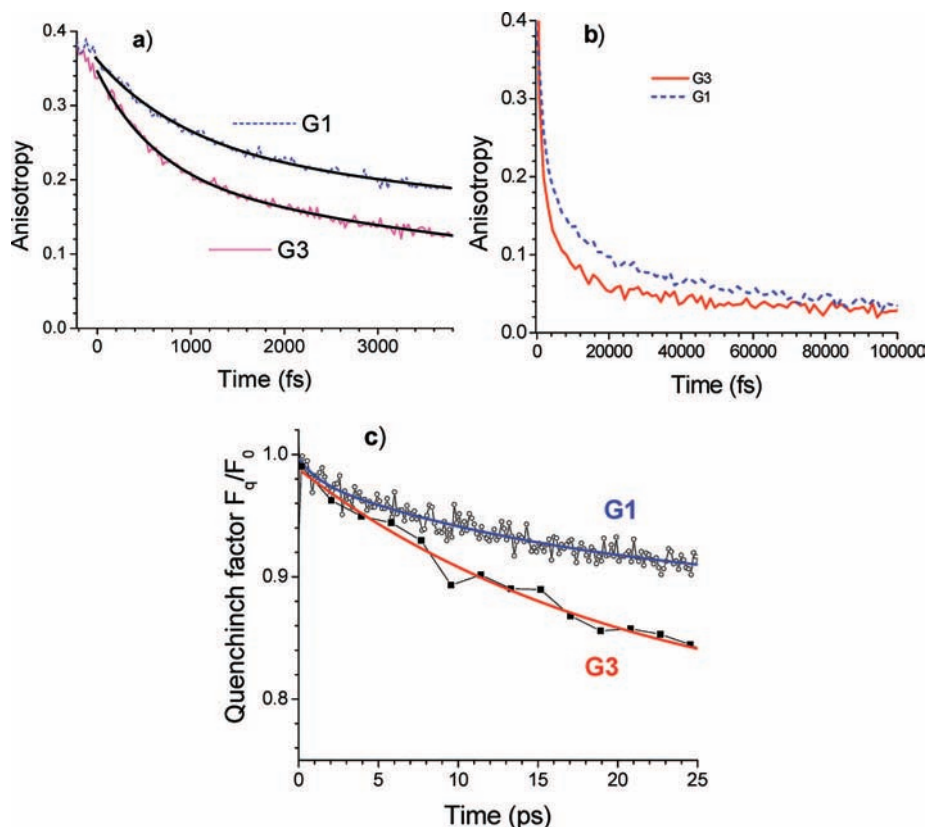 a)
0.4
0.3
0.2
0.1
0.0
Anisotropy
G1
G3
0 1000 2000 3000
Time (fs)
b)
0.4
0.3
0.2
0.1
0.0
Anisotropy
G3
G1
0 20000 40000 60000 80000 100000
Time (fs)
c)
1.0
0.9
0.8
Quenchinch factor Fq/F0
G1
G3
0 5 10 15 20 25
Time (ps)